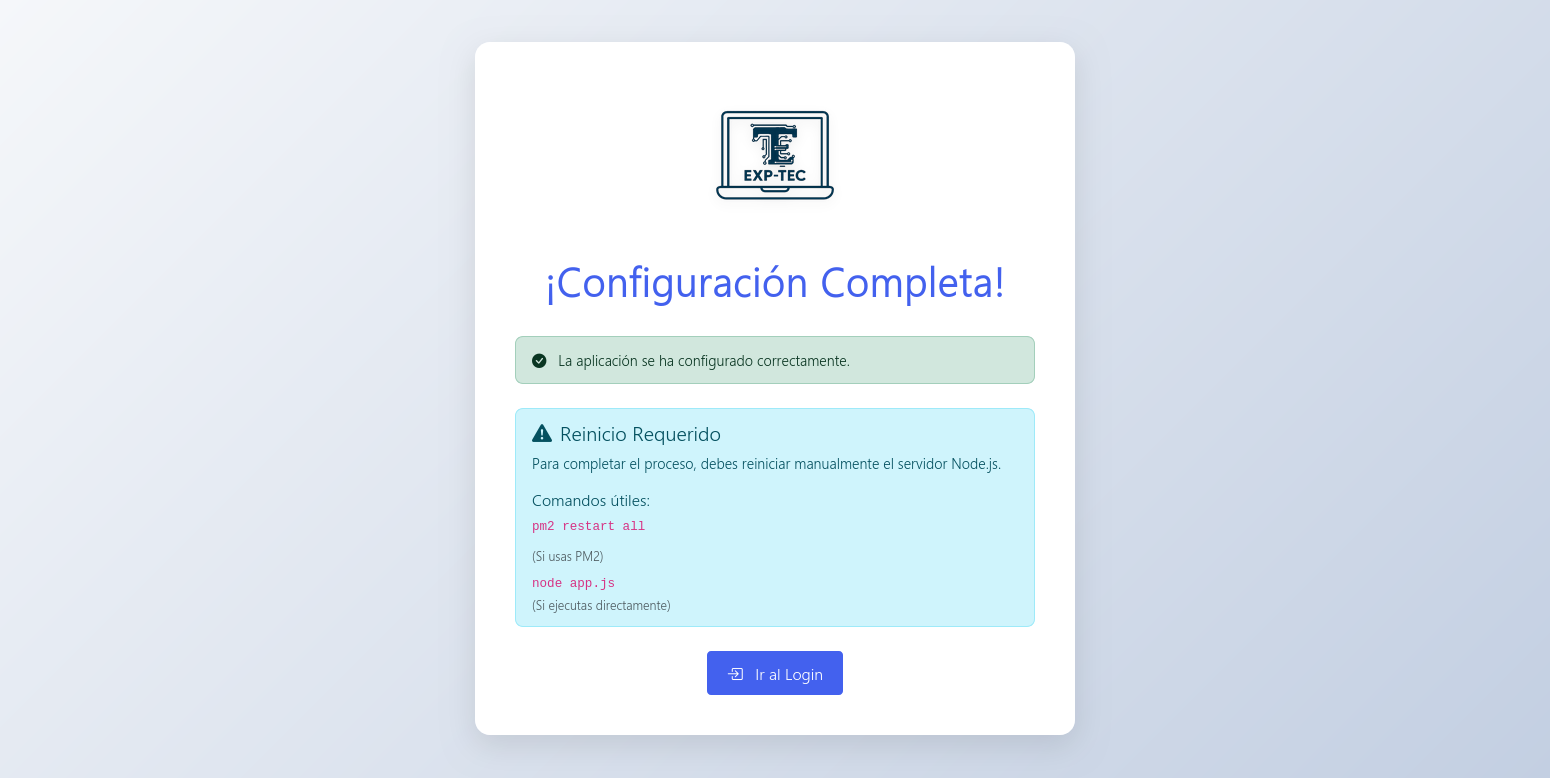 EXP-TEC
¡Configuración Completa!
La aplicación se ha configurado correctamente.
Reinicio Requerido
Para completar el proceso, debes reiniciar manualmente el servidor Node.js.
Comandos útiles:
pm2 restart all
(Si usas PM2)
node app.js
(Si ejecutas directamente)
Ir al Login